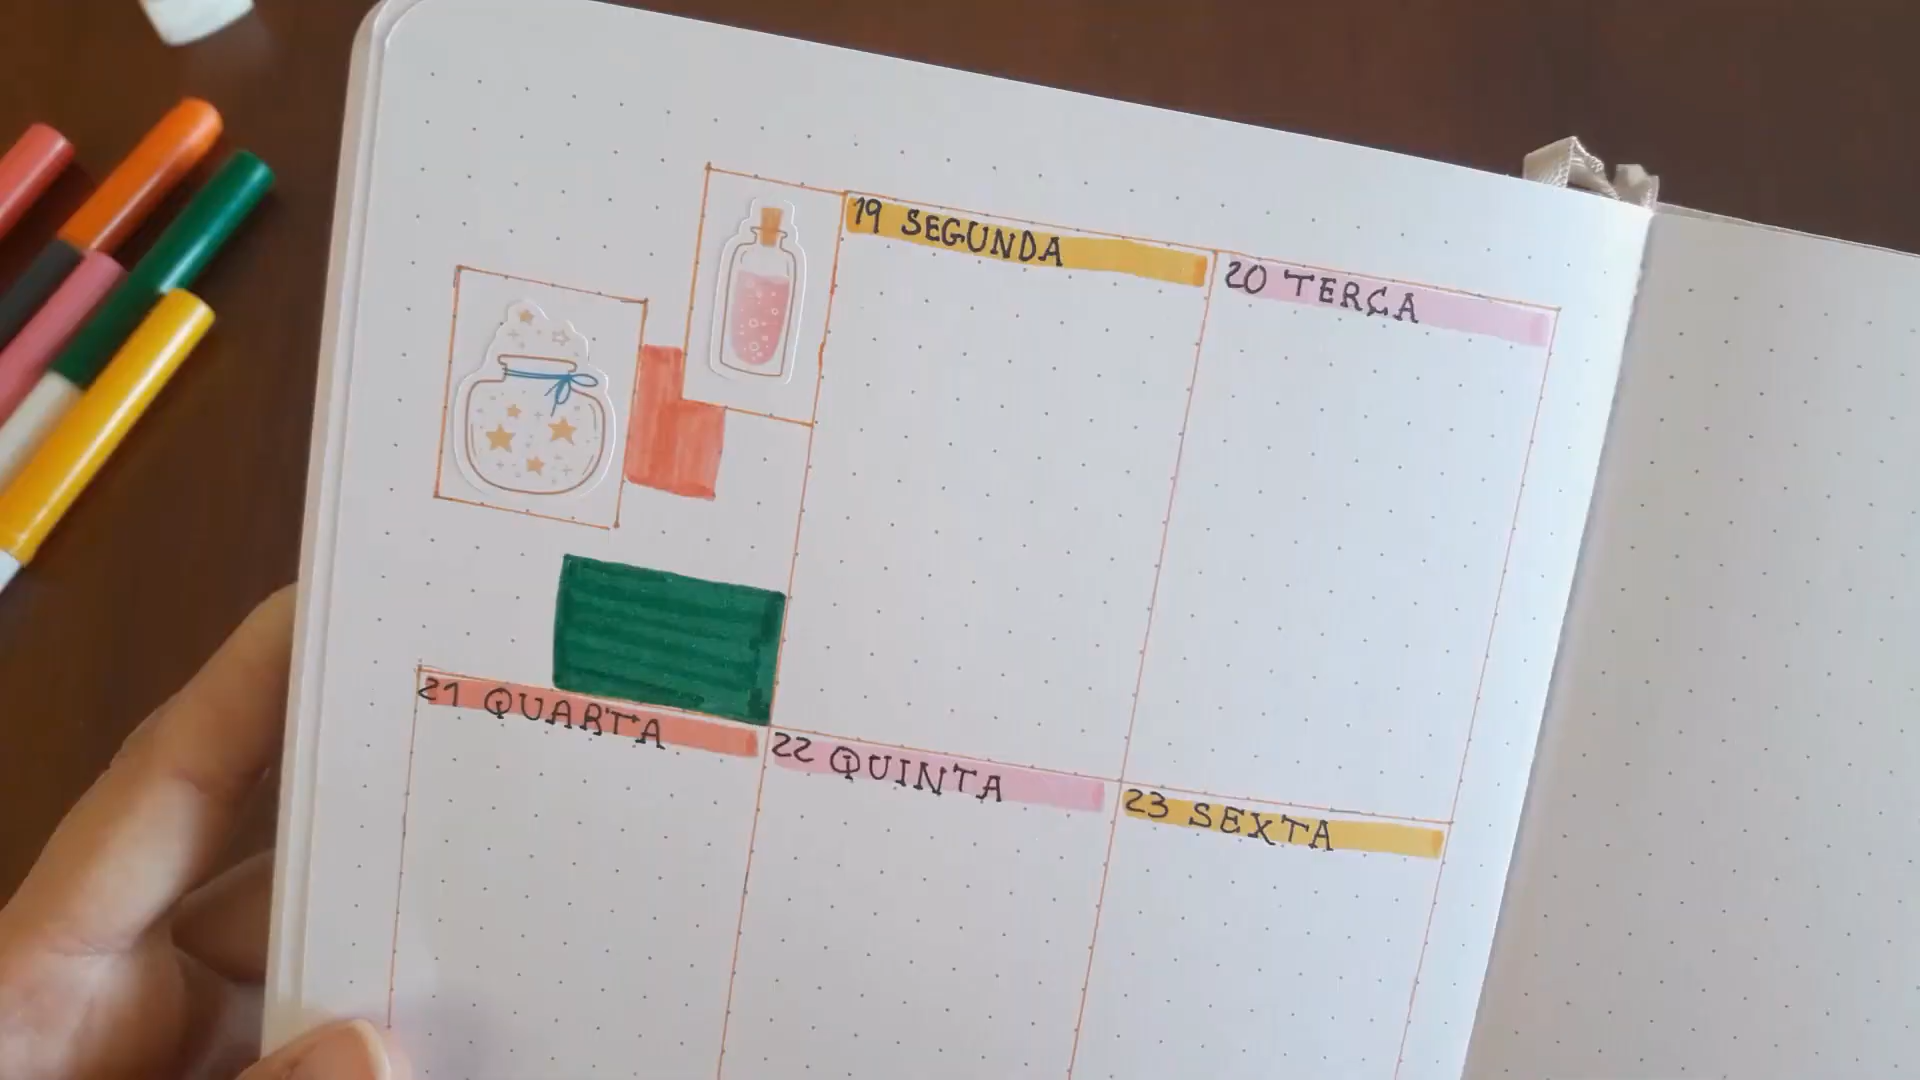 19 SEGUNDA
20 TERÇA
21 QUARTA
22 QUINTA
23 SEXTA